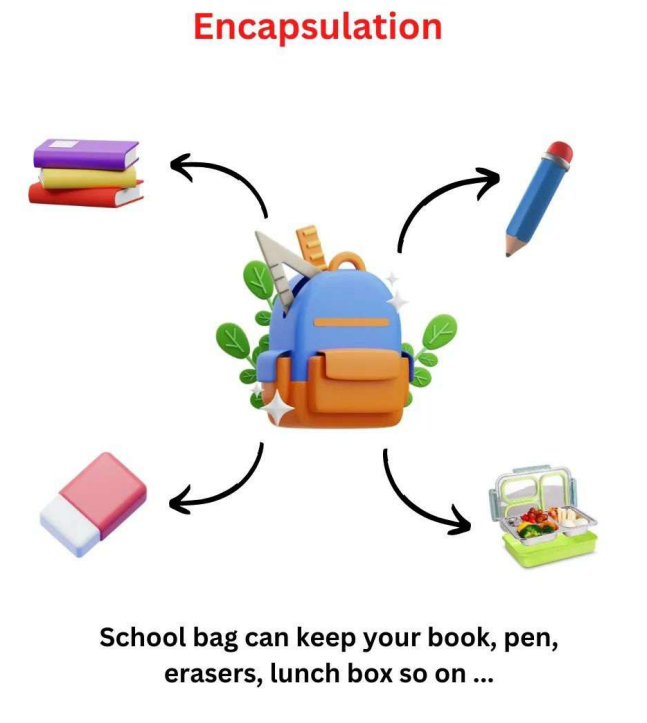 Encapsulation
School bag can keep your book, pen,
erasers, lunch box so on ...